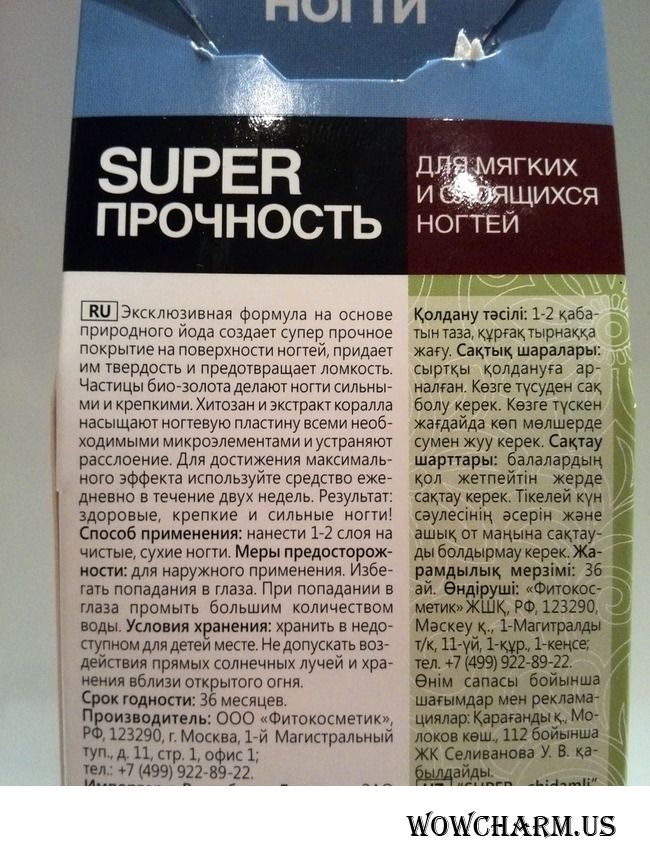 НОГТИ
SUPER
ПРОЧНОСТЬ
ДЛЯ МЯГКИХ
И СЛОЯЩИХСЯ
НОГТЕЙ
RU Эксклюзивная формула на основе
природного йода создает супер прочное
покрытие на поверхности ногтей, придает
им твердость и предотвращает ломкость.
Частицы био-золота делают ногти сильны-
ми и крепкими. Хитозан и экстракт коралла
насыщают ногтевую пластину всеми необ-
ходимыми микроэлементами и устраняют
расслоение. Для достижения максималь-
ного эффекта используйте средство еже-
дневно в течение двух недель. Результат:
здоровые, крепкие и сильные ногти!
Способ применения: нанести 1-2 слоя на
чистые, сухие ногти. Меры предосторож-
ности: для наружного применения. Избе-
гать попадания в глаза. При попадании в
глаза промыть большим количеством
воды. Условия хранения: хранить в недо-
ступном для детей месте. Не допускать воз-
действия прямых солнечных лучей и хра-
нения вблизи открытого огня.
Срок годности: 36 месяцев.
Производитель: ООО «Фитокосметик»,
РФ, 123290, г. Москва, 1-й Магистральный
туп., д. 11, стр. 1, офис 1;
тел.: +7 (499) 922-89-22.
Қолдану тәсілі: 1-2 қаба-
тын таза, құрғақ тырнаққа
жағу. Сақтық шаралары:
сыртқы қолдануға ар-
налған. Көзге түсуден сақ
болу керек. Көзге түскен
жағдайда көп мөлшерде
сумен жуу керек. Сақтау
шарттары: балалардың
қол жетпейтін жерде
сақтау керек. Тікелей күн
сәулесінің әсерін және
ашық от маңына сақтау-
ды болдырмау керек. Жа-
рамдылық мерзімі: 36
ай. Өндіруші: «Фитокос-
метик» ЖШҚ, РФ, 123290,
Мәскеу қ., 1-Магитралды
т/к, 11-үй, 1-құр., 1-кеңсе;
тел. +7 (499) 922-89-22.
Өнім сапасы бойынша
шағымдар мен реклама-
циялар: Қарағанды қ., Мо-
локов көш., 112 бойынша
ЖК Селиванова У. В. қа-
былдайды.
WOWCHARM.US